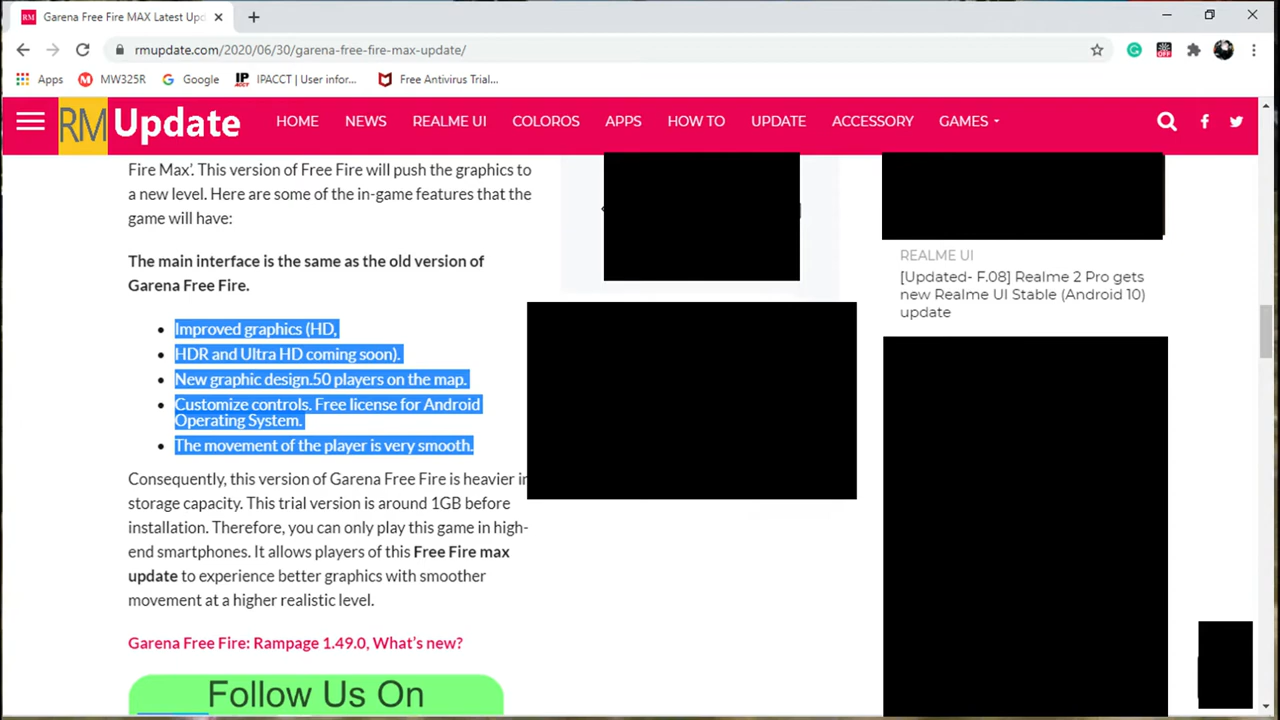 Garena Free Fire MAX Latest Upd
rmupdate.com/2020/06/30/garena-free-fire-max-update/
Apps MW325R Google IPACCT | User infor... Free Antivirus Trial...
RM Update HOME NEWS REALME UI COLOROS APPS HOW TO UPDATE ACCESSORY GAMES
Fire Max’. This version of Free Fire will push the graphics to
a new level. Here are some of the in-game features that the
game will have:
The main interface is the same as the old version of
Garena Free Fire.
Improved graphics (HD,
HDR and Ultra HD coming soon).
New graphic design.50 players on the map.
Customize controls. Free license for Android
Operating System.
The movement of the player is very smooth.
Consequently, this version of Garena Free Fire is heavier in
storage capacity. This trial version is around 1GB before
installation. Therefore, you can only play this game in high-
end smartphones. It allows players of this Free Fire max
update to experience better graphics with smoother
movement at a higher realistic level.
Garena Free Fire: Rampage 1.49.0, What’s new?
Follow Us On
REALME UI
[Updated- F.08] Realme 2 Pro gets
new Realme UI Stable (Android 10)
update